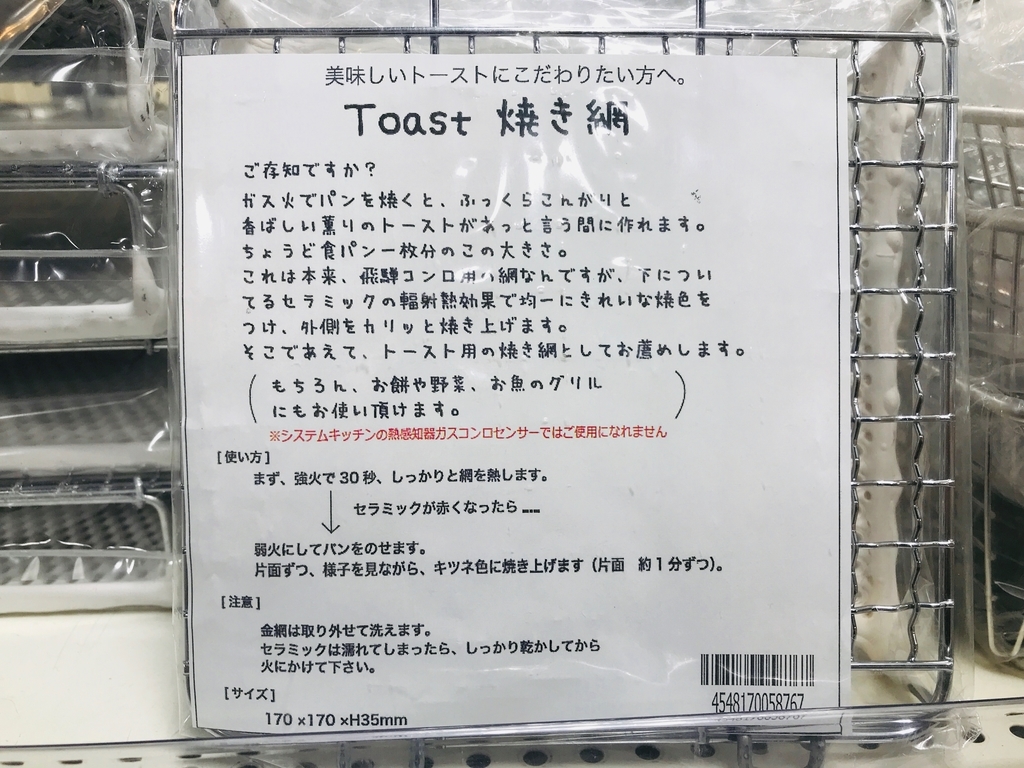 美味しいトーストにこだわりたい方へ。
Toast 焼き網
ご存知ですか？
ガス火でパンを焼くと、ふっくらこんがりと
香ばしい薫りのトーストがあっと言う間に作れます。
ちょうど食パン一枚分のこの大きさ。
これは本来、飛騨コンロ用の網なんですが、下につい
てるセラミックの輻射熱効果で均一にきれいな焼色を
つけ、外側をカリッと焼き上げます。
そこであえて、トースト用の焼き網としてお薦めします。
（もちろん、お餅や野菜、お魚のグリル
にもお使い頂けます。）
※システムキッチンの熱感知器ガスコンロセンサーではご使用になれません
[使い方]
まず、強火で30秒、しっかりと網を熱します。
↓ セラミックが赤くなったら……
弱火にしてパンをのせます。
片面ずつ、様子を見ながら、キツネ色に焼き上げます（片面　約1分ずつ）。
[注意]
金網は取り外せて洗えます。
セラミックは濡れてしまったら、しっかり乾かしてから
火にかけて下さい。
[サイズ]
170×170×H35mm
4548170058767